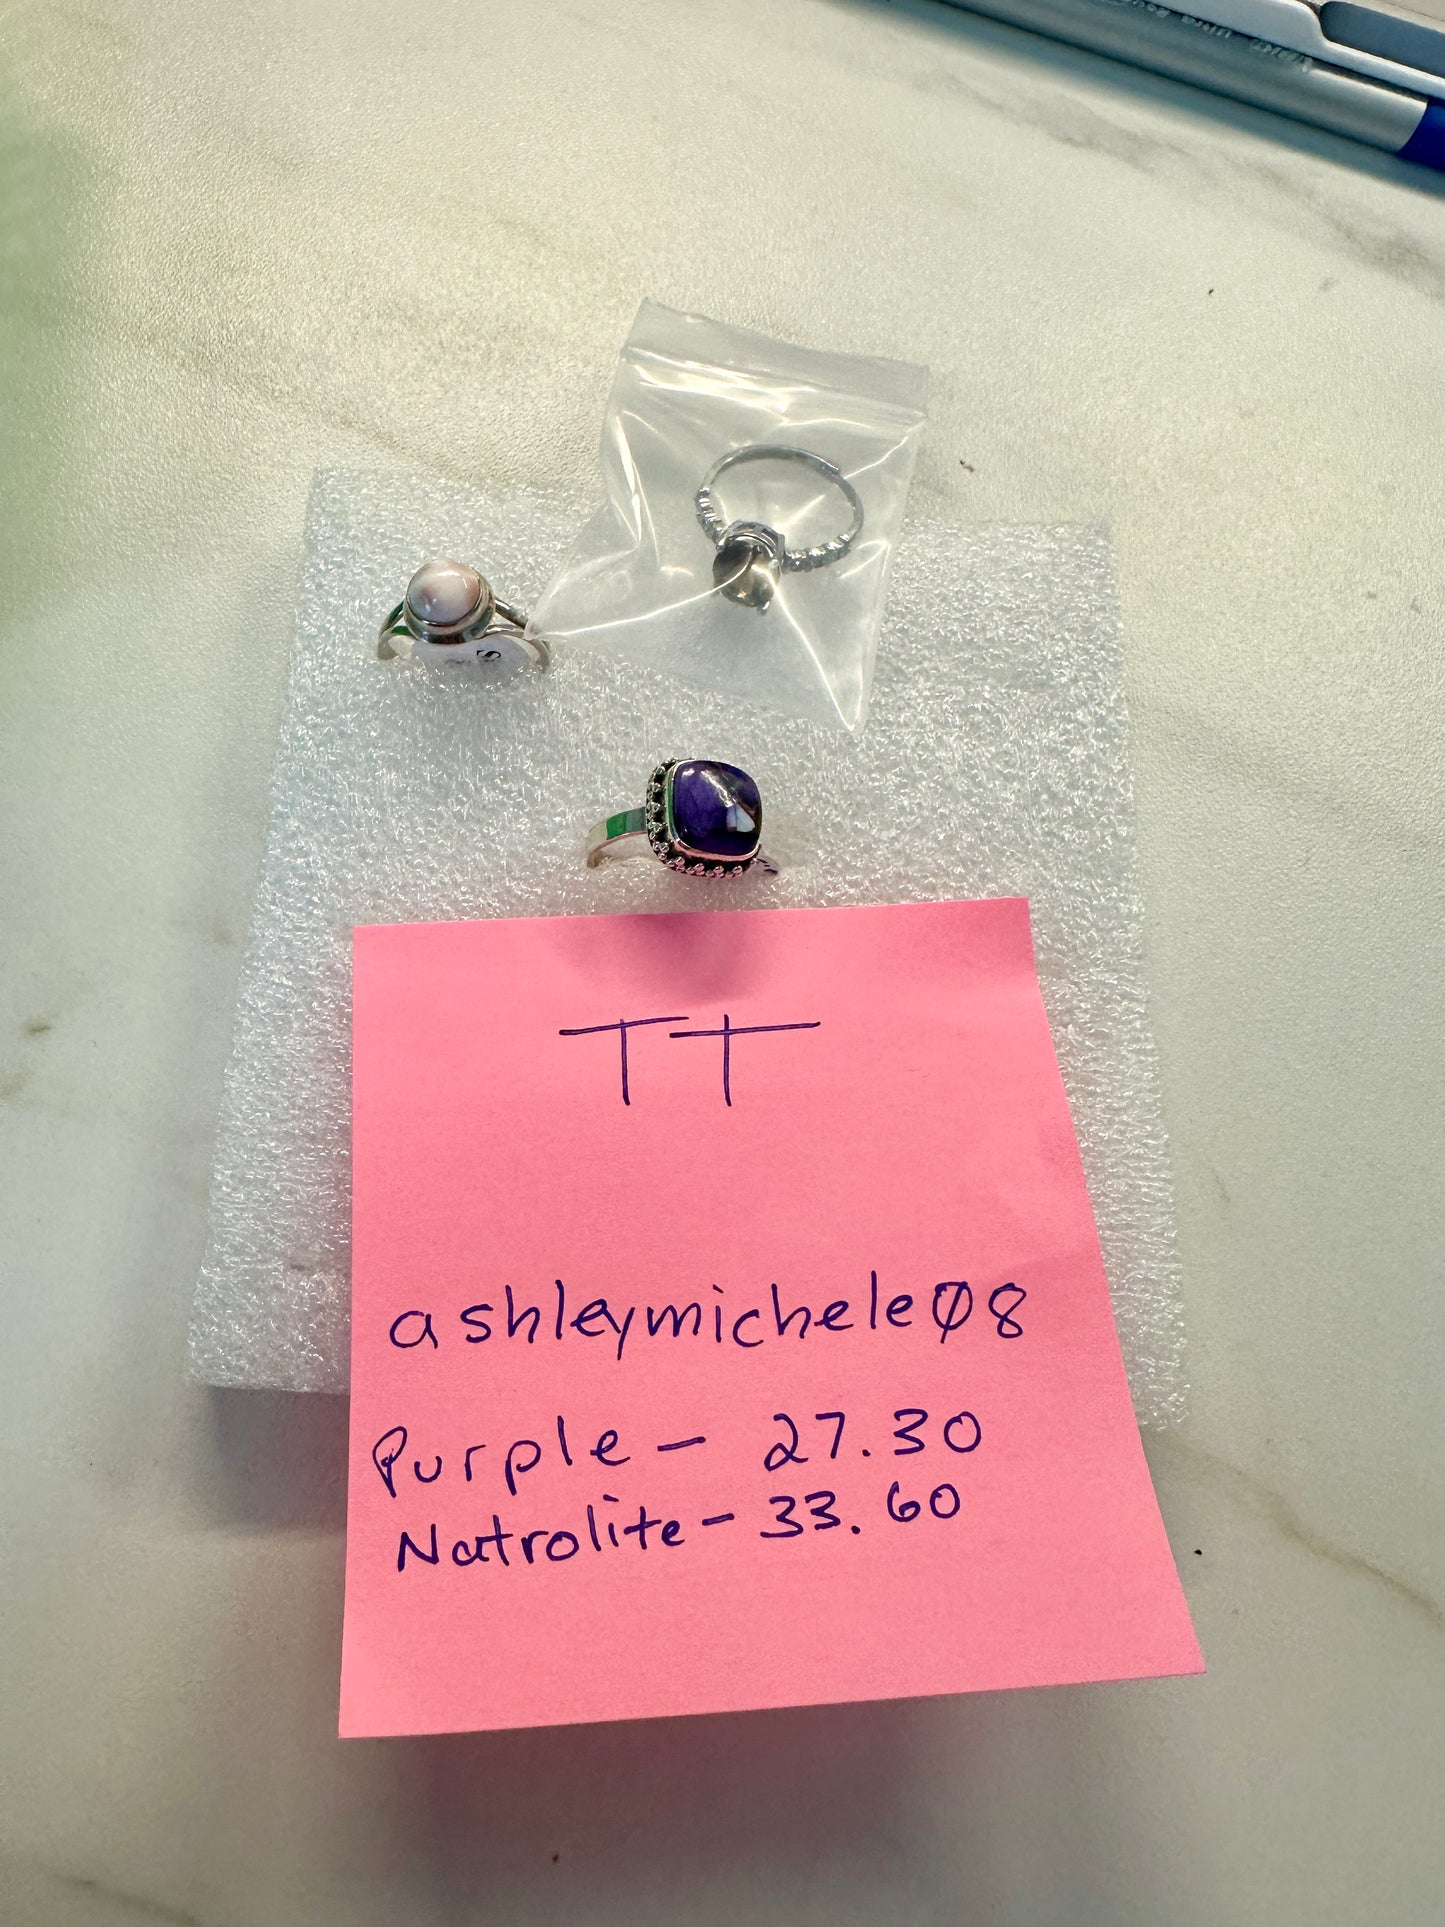 TT
ashleymichele08
Purple - 27.30
Natrolite - 33.60